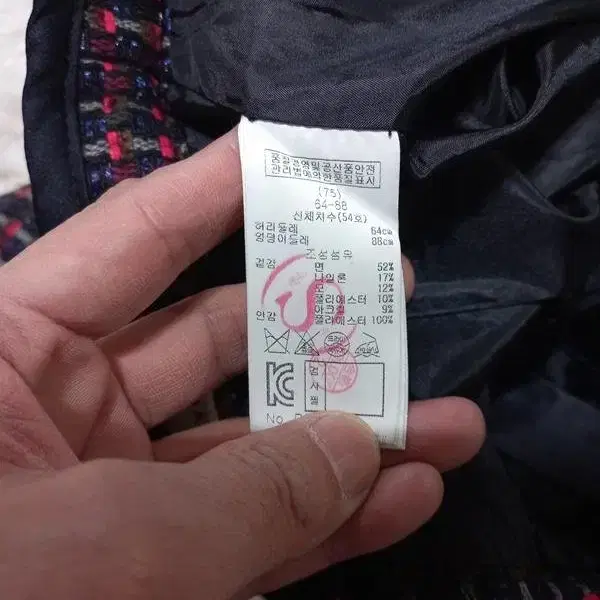 품질경영및공산품안전
관리법에의한품질표시
(75)
64-88
신체치수(54호)
허리둘레 64cm
엉덩이둘레 88cm
조성섬유
겉감 면 52%
나일론 17%
모 12%
폴리에스터 10%
아크릴 9%
안감 폴리에스터 100%
검
사
필
No.